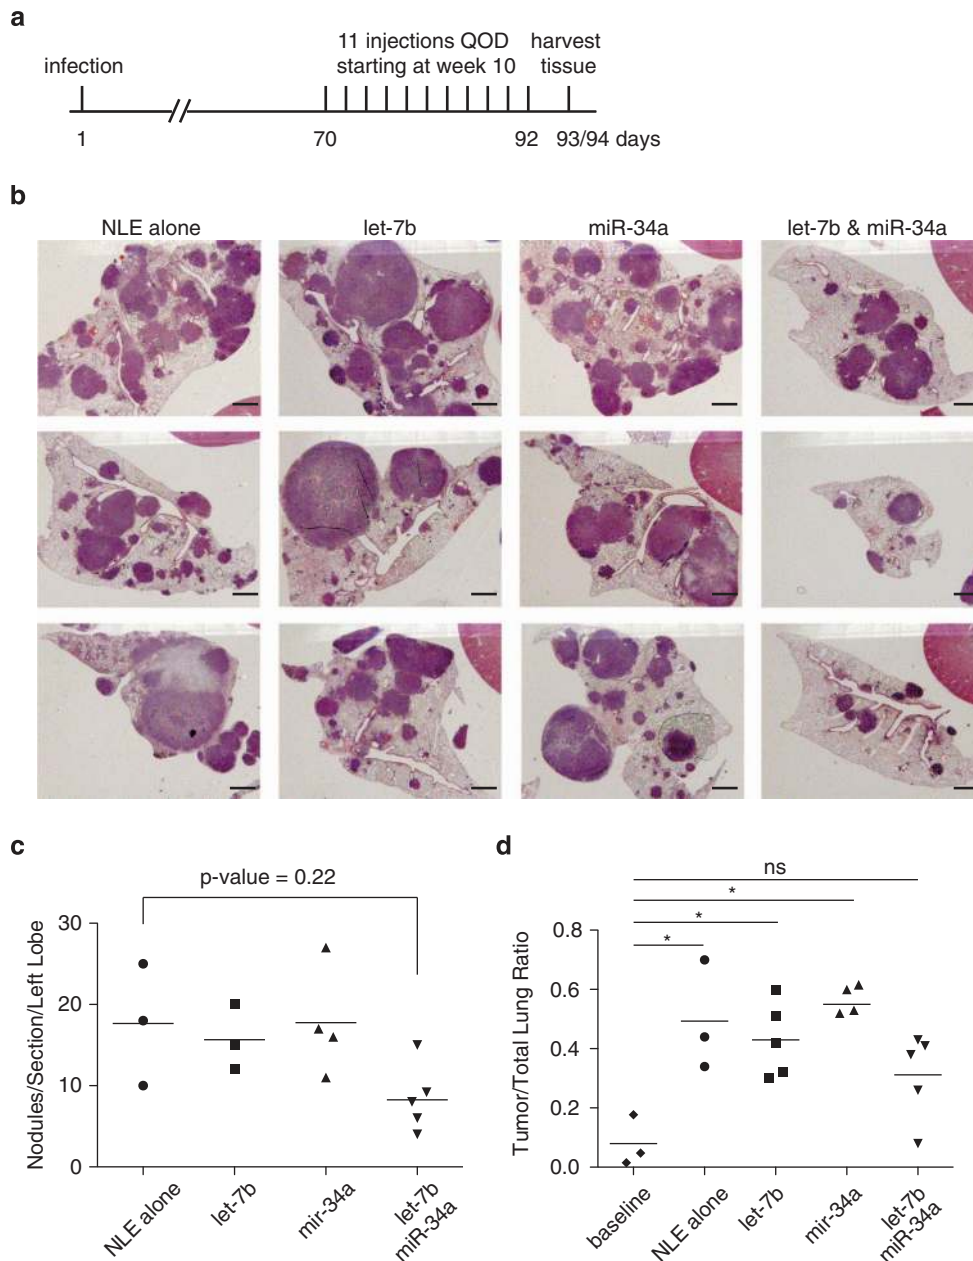 a
11 injections QOD
starting at week 10
harvest
tissue
infection
1
70
92
93/94 days
b
NLE alone
let-7b
miR-34a
let-7b & miR-34a
c
p-value = 0.22
Nodules/Section/Left Lobe
30
20
10
0
NLE alone
let-7b
mir-34a
let-7b
miR-34a
d
ns
*
*
*
Tumor/Total Lung Ratio
0.8
0.6
0.4
0.2
0.0
baseline
NLE alone
let-7b
mir-34a
let-7b
miR-34a